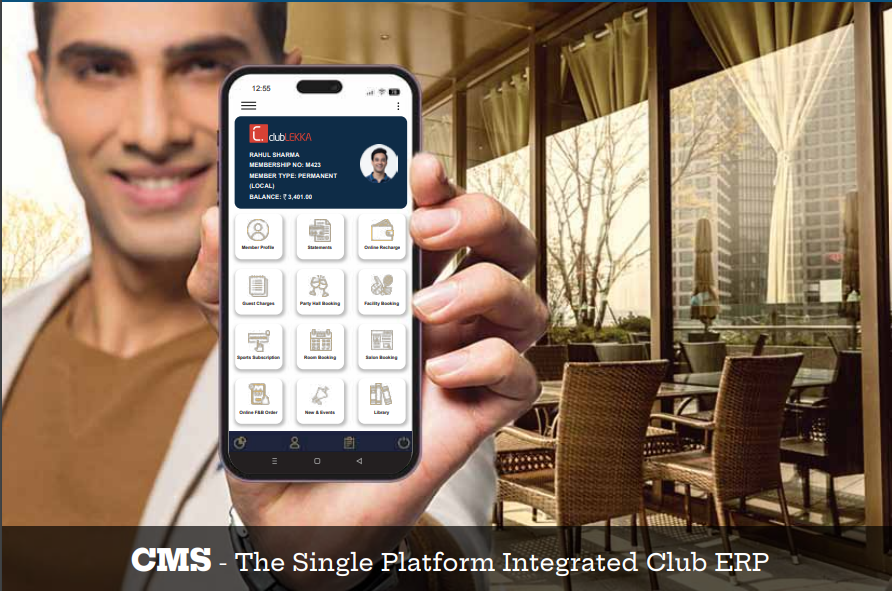 12:55
78
clubLEKKA
RAHUL SHARMA
MEMBERSHIP NO: M423
MEMBER TYPE: PERMANENT
(LOCAL)
BALANCE: ₹ 3,401.00
Member Profile
Statements
Online Recharge
Guest Charges
Party Hall Booking
Facility Booking
Sports Subscription
Room Booking
Salon Booking
Online F&B Order
New & Events
Library
CMS - The Single Platform Integrated Club ERP